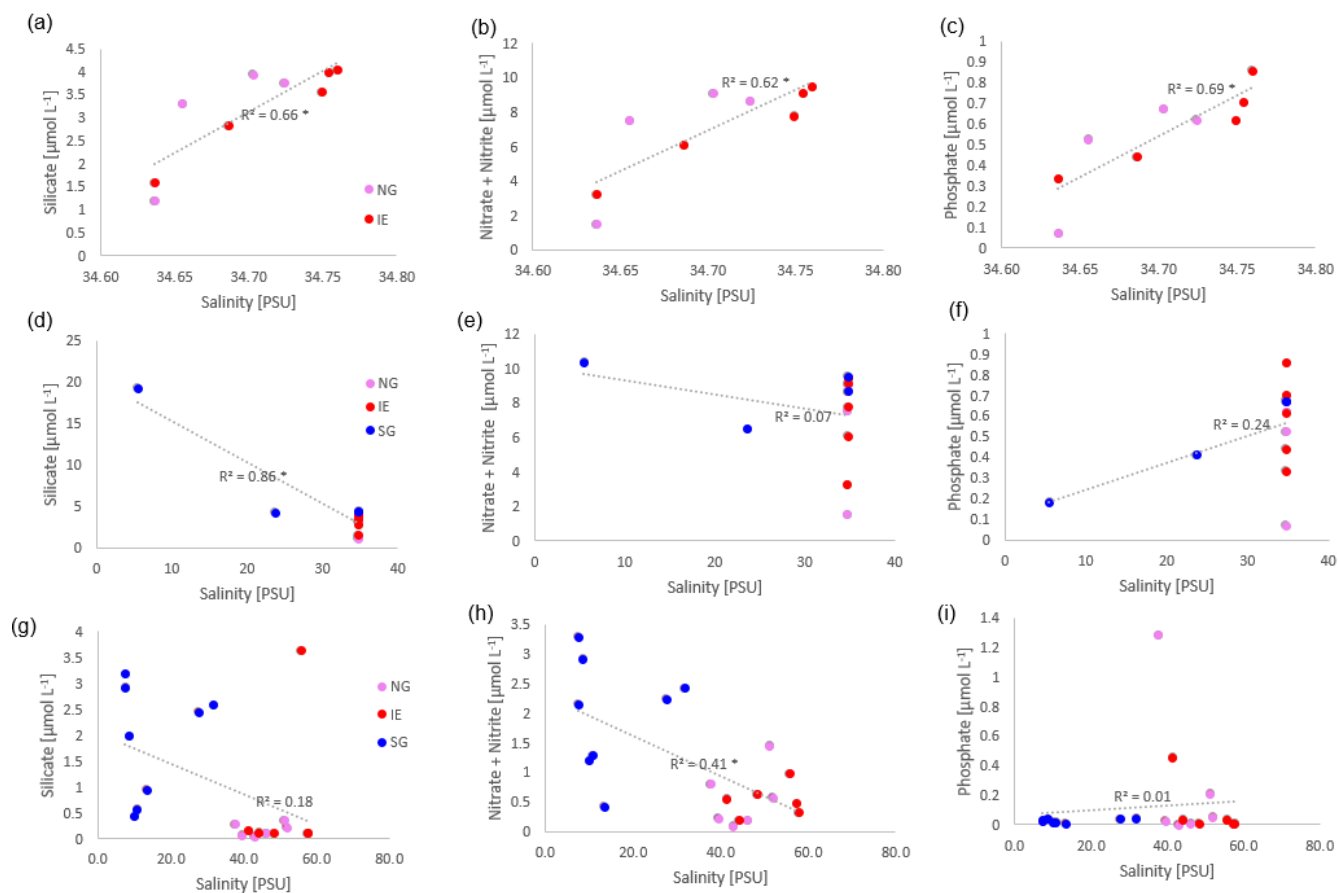 (a)
Silicate [µmol L⁻¹]
4.5
4
3.5
3
2.5
2
1.5
1
0.5
0
R² = 0.66 *
NG
IE
34.60
34.65
34.70
34.75
34.80
Salinity [PSU]
(b)
Nitrate + Nitrite [µmol L⁻¹]
12
10
8
6
4
2
0
R² = 0.62 *
34.60
34.65
34.70
34.75
34.80
Salinity [PSU]
(c)
Phosphate [µmol L⁻¹]
1
0.9
0.8
0.7
0.6
0.5
0.4
0.3
0.2
0.1
0
R² = 0.69 *
34.60
34.65
34.70
34.75
34.80
Salinity [PSU]
(d)
Silicate [µmol L⁻¹]
25
20
15
10
5
0
R² = 0.86 *
NG
IE
SG
0
10
20
30
40
Salinity [PSU]
(e)
Nitrate + Nitrite [µmol L⁻¹]
12
10
8
6
4
2
0
R² = 0.07
0
10
20
30
40
Salinity [PSU]
(f)
Phosphate [µmol L⁻¹]
1
0.9
0.8
0.7
0.6
0.5
0.4
0.3
0.2
0.1
0
R² = 0.24
0
10
20
30
40
Salinity [PSU]
(g)
Silicate [µmol L⁻¹]
4
3.5
3
2.5
2
1.5
1
0.5
0
R² = 0.18
NG
IE
SG
0.0
20.0
40.0
60.0
80.0
Salinity [PSU]
(h)
Nitrate + Nitrite [µmol L⁻¹]
3.5
3
2.5
2
1.5
1
0.5
0
R² = 0.41 *
0.0
20.0
40.0
60.0
80.0
Salinity [PSU]
(i)
Phosphate [µmol L⁻¹]
1.4
1.2
1
0.8
0.6
0.4
0.2
0
R² = 0.01
0.0
20.0
40.0
60.0
80.0
Salinity [PSU]